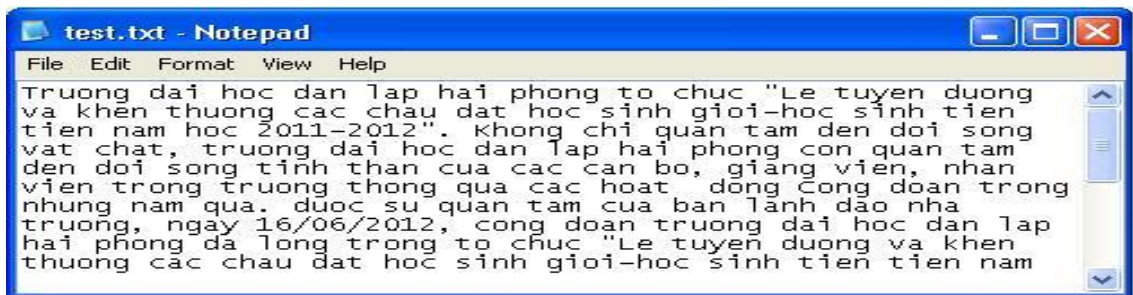 test.txt - Notepad
File Edit Format View Help
Truong dai hoc dan lap hai phong to chuc "Le tuyen duong
va khen thuong cac chau dat hoc sinh gioi-hoc sinh tien
tien nam hoc 2011-2012". Khong chi quan tam den doi song
vat chat, truong dai hoc dan lap hai phong con quan tam
den doi song tinh than cua cac can bo, giang vien, nhan
vien trong truong thong qua cac hoat  dong Cong doan trong
nhung nam qua. duoc su quan tam cua ban lanh dao nha
truong, ngay 16/06/2012, cong doan truong dai hoc dan lap
hai phong da long trong to chuc "Le tuyen duong va khen
thuong cac chau dat hoc sinh gioi-hoc sinh tien tien nam